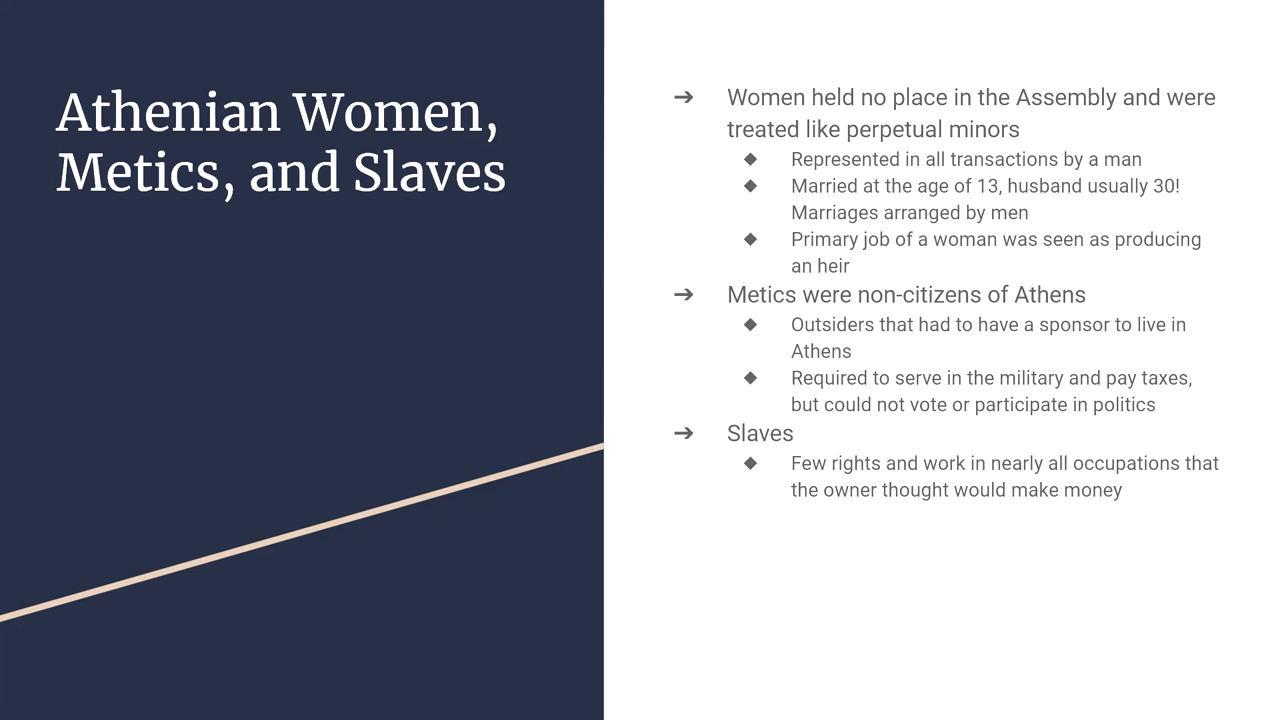 Athenian Women,
Metics, and Slaves
➔ Women held no place in the Assembly and were
treated like perpetual minors
◆ Represented in all transactions by a man
◆ Married at the age of 13, husband usually 30!
Marriages arranged by men
◆ Primary job of a woman was seen as producing
an heir
➔ Metics were non-citizens of Athens
◆ Outsiders that had to have a sponsor to live in
Athens
◆ Required to serve in the military and pay taxes,
but could not vote or participate in politics
➔ Slaves
◆ Few rights and work in nearly all occupations that
the owner thought would make money